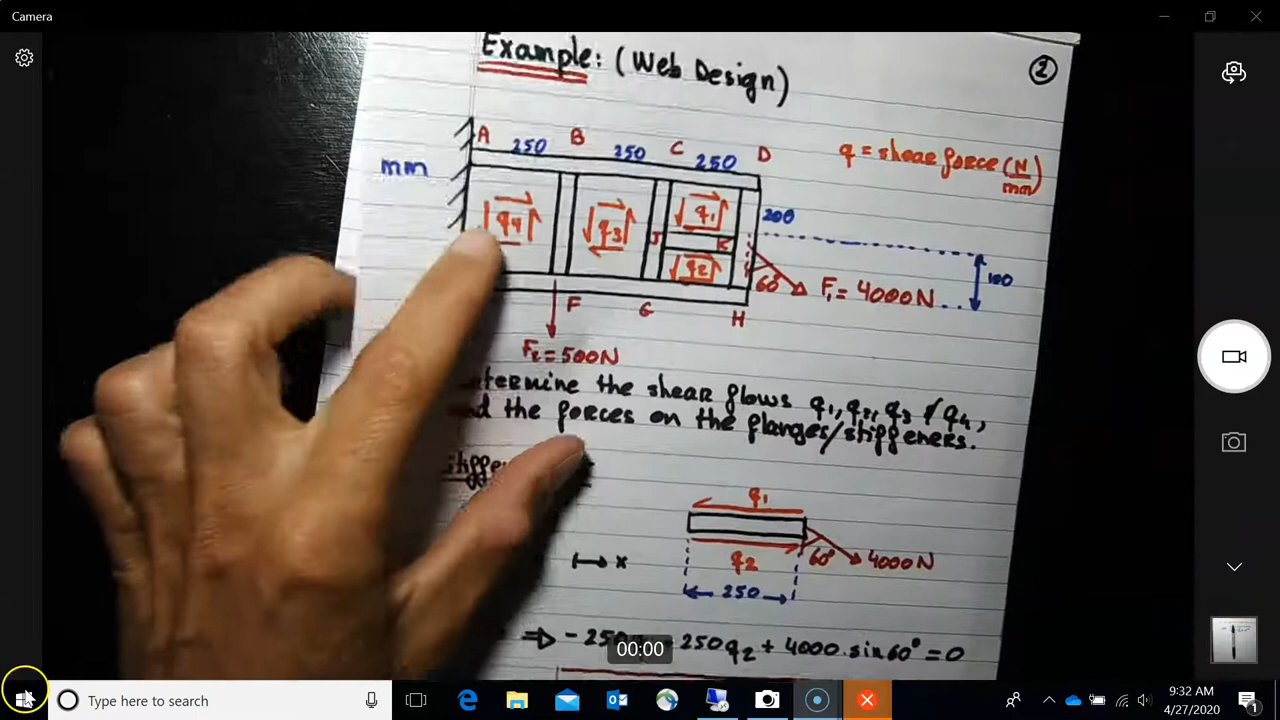 Camera
Example: (Web Design)
2
A 250 B 250 C 250 D
mm
q = shear force (N/mm)
q4 q3 q1
200
J K
q2
60°
F1 = 4000N
100
F G H
F2 = 500N
the shear flows q1, q2, q3 & q4,
the forces on the flanges/stiffeners.
q1
q2
60° 4000N
x
250
00:00
250q2 + 4000.sin60° = 0
Type here to search
9:32 AM
4/27/2020
1